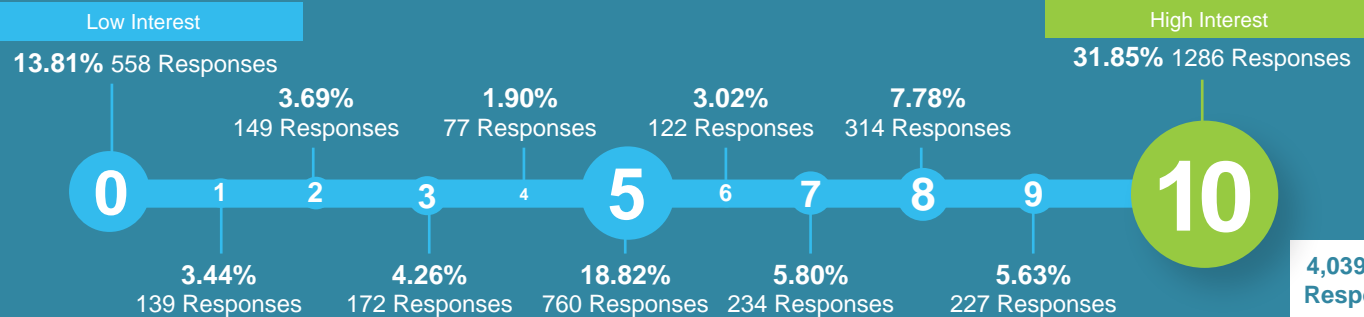 Low Interest
High Interest
13.81% 558 Responses
31.85% 1286 Responses
3.69%
149 Responses
1.90%
77 Responses
3.02%
122 Responses
7.78%
314 Responses
0
1
2
3
4
5
6
7
8
9
10
3.44%
139 Responses
4.26%
172 Responses
18.82%
760 Responses
5.80%
234 Responses
5.63%
227 Responses
4,039